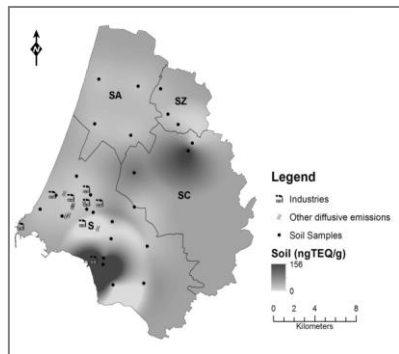 N
SA
SZ
SC
S
Legend
Industries
Other diffusive emissions
Soil Samples
Soil (ngTEQ/g)
156
0
0 2 4 8
Kilometers